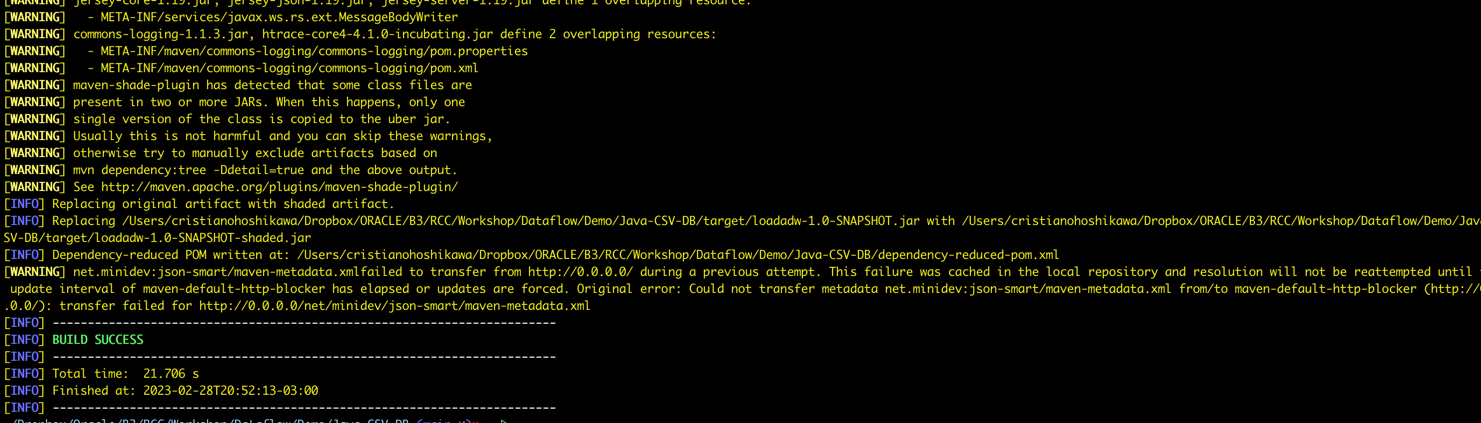 [WARNING] jersey-core-1.19.jar, jersey-json-1.19.jar, jersey-server-1.19.jar define 1 overlapping resource:
[WARNING]   - META-INF/services/javax.ws.rs.ext.MessageBodyWriter
[WARNING] commons-logging-1.1.3.jar, htrace-core4-4.1.0-incubating.jar define 2 overlapping resources:
[WARNING]   - META-INF/maven/commons-logging/commons-logging/pom.properties
[WARNING]   - META-INF/maven/commons-logging/commons-logging/pom.xml
[WARNING] maven-shade-plugin has detected that some class files are
[WARNING] present in two or more JARs. When this happens, only one
[WARNING] single version of the class is copied to the uber jar.
[WARNING] Usually this is not harmful and you can skip these warnings,
[WARNING] otherwise try to manually exclude artifacts based on
[WARNING] mvn dependency:tree -Ddetail=true and the above output.
[WARNING] See http://maven.apache.org/plugins/maven-shade-plugin/
[INFO] Replacing original artifact with shaded artifact.
[INFO] Replacing /Users/cristianohoshikawa/Dropbox/ORACLE/B3/RCC/Workshop/Dataflow/Demo/Java-CSV-DB/target/loadadw-1.0-SNAPSHOT.jar with /Users/cristianohoshikawa/Dropbox/ORACLE/B3/RCC/Workshop/Dataflow/Demo/Jav
SV-DB/target/loadadw-1.0-SNAPSHOT-shaded.jar
[INFO] Dependency-reduced POM written at: /Users/cristianohoshikawa/Dropbox/ORACLE/B3/RCC/Workshop/Dataflow/Demo/Java-CSV-DB/dependency-reduced-pom.xml
[WARNING] net.minidev:json-smart/maven-metadata.xmlfailed to transfer from http://0.0.0.0/ during a previous attempt. This failure was cached in the local repository and resolution will not be reattempted until
update interval of maven-default-http-blocker has elapsed or updates are forced. Original error: Could not transfer metadata net.minidev:json-smart/maven-metadata.xml from/to maven-default-http-blocker (http://
.0.0/): transfer failed for http://0.0.0.0/net/minidev/json-smart/maven-metadata.xml
[INFO] ------------------------------------------------------------------------
[INFO] BUILD SUCCESS
[INFO] ------------------------------------------------------------------------
[INFO] Total time:  21.706 s
[INFO] Finished at: 2023-02-28T20:52:13-03:00
[INFO] ------------------------------------------------------------------------